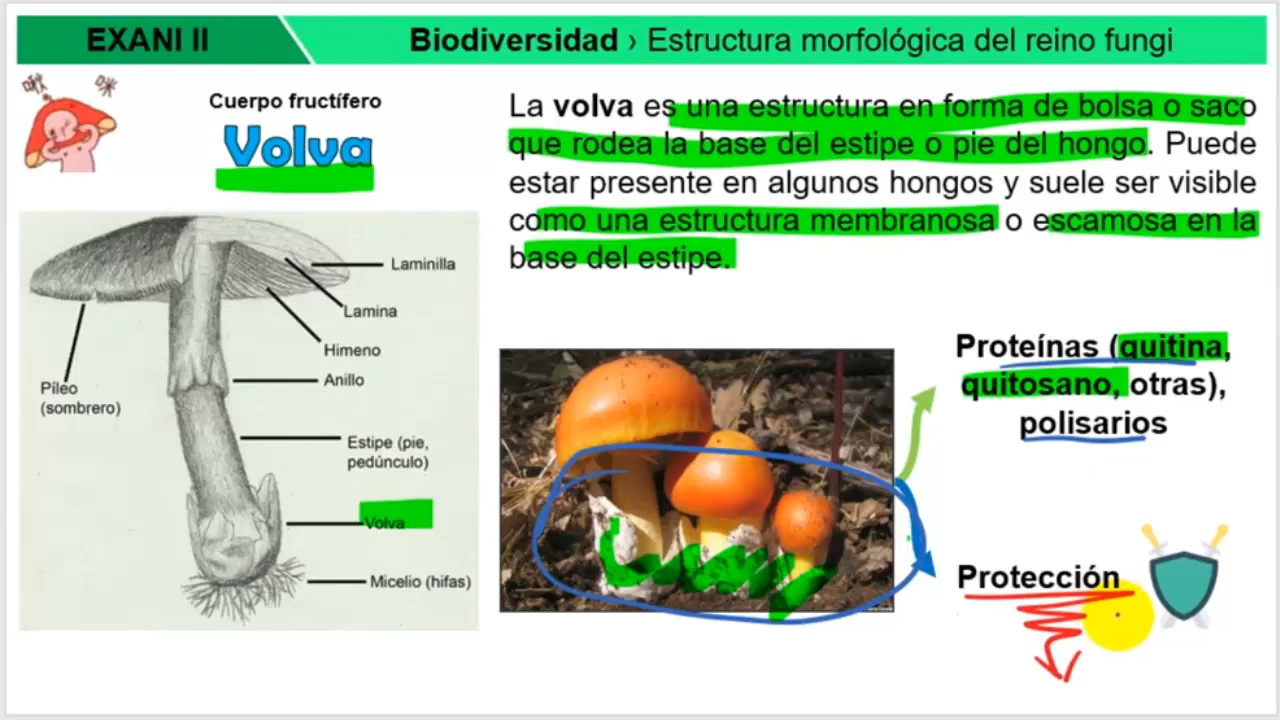 EXANI II
Biodiversidad › Estructura morfológica del reino fungi
Cuerpo fructífero
Volva
La volva es una estructura en forma de bolsa o saco
que rodea la base del estipe o pie del hongo. Puede
estar presente en algunos hongos y suele ser visible
como una estructura membranosa o escamosa en la
base del estipe.
Laminilla
Lamina
Himeno
Anillo
Píleo
(sombrero)
Estipe (pie,
pedúnculo)
Volva
Micelio (hifas)
Proteínas (quitina,
quitosano, otras),
polisarios
Protección